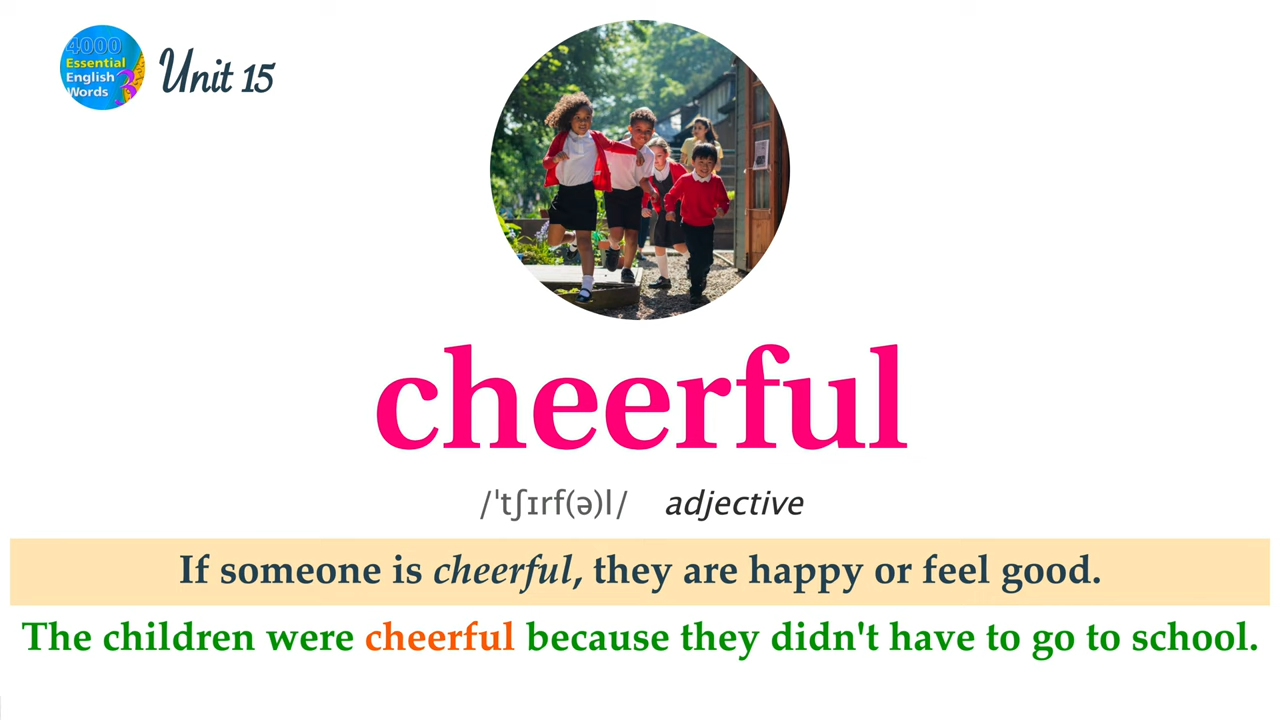 4000
Essential
English
Words 3
Unit 15
cheerful
/ˈtʃɪrf(ə)l/ adjective
If someone is cheerful, they are happy or feel good.
The children were cheerful because they didn't have to go to school.